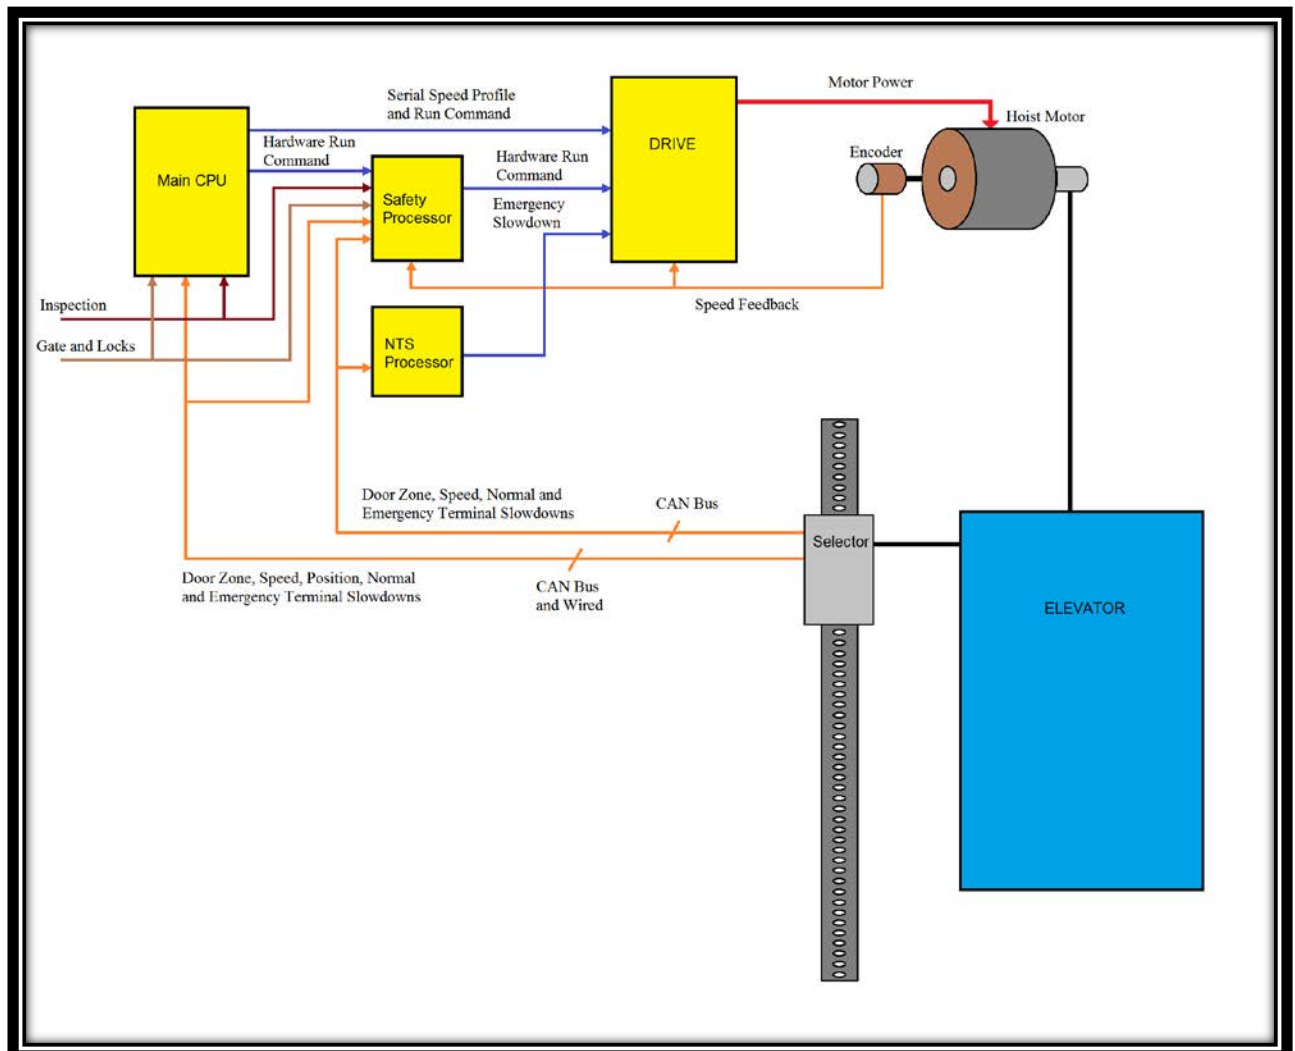 Serial Speed Profile
and Run Command
Motor Power
Hoist Motor
Hardware Run
Command
DRIVE
Encoder
Main CPU
Hardware Run
Command
Safety
Processor
Emergency
Slowdown
Inspection
Speed Feedback
Gate and Locks
NTS
Processor
Door Zone, Speed, Normal and
Emergency Terminal Slowdowns
CAN Bus
Selector
Door Zone, Speed, Position, Normal
and Emergency Terminal Slowdowns
CAN Bus
and Wired
ELEVATOR